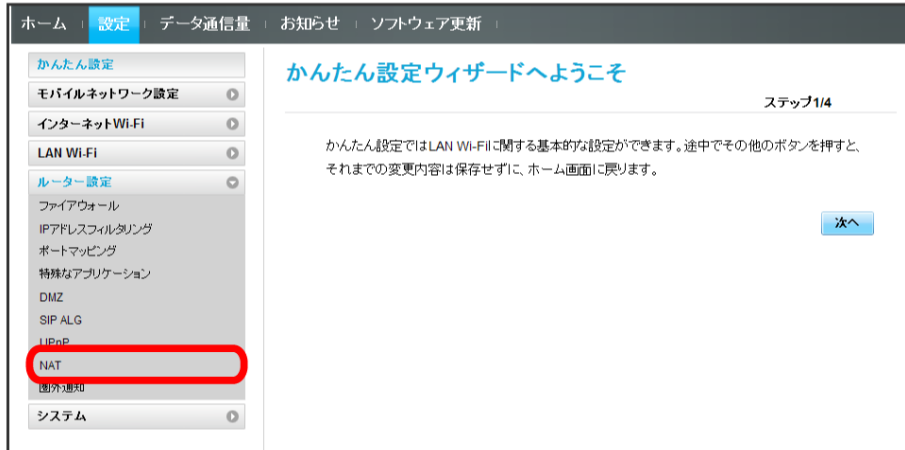 ホーム 設定 データ通信量 お知らせ ソフトウェア更新
かんたん設定
モバイルネットワーク設定
インターネットWi-Fi
LAN Wi-Fi
ルーター設定
ファイアウォール
IPアドレスフィルタリング
ポートマッピング
特殊なアプリケーション
DMZ
SIP ALG
UPnP
NAT
圏外通知
システム
かんたん設定ウィザードへようこそ
ステップ1/4
かんたん設定ではLAN Wi-Fiに関する基本的な設定ができます。途中でその他のボタンを押すと、
それまでの変更内容は保存せずに、ホーム画面に戻ります。
次へ